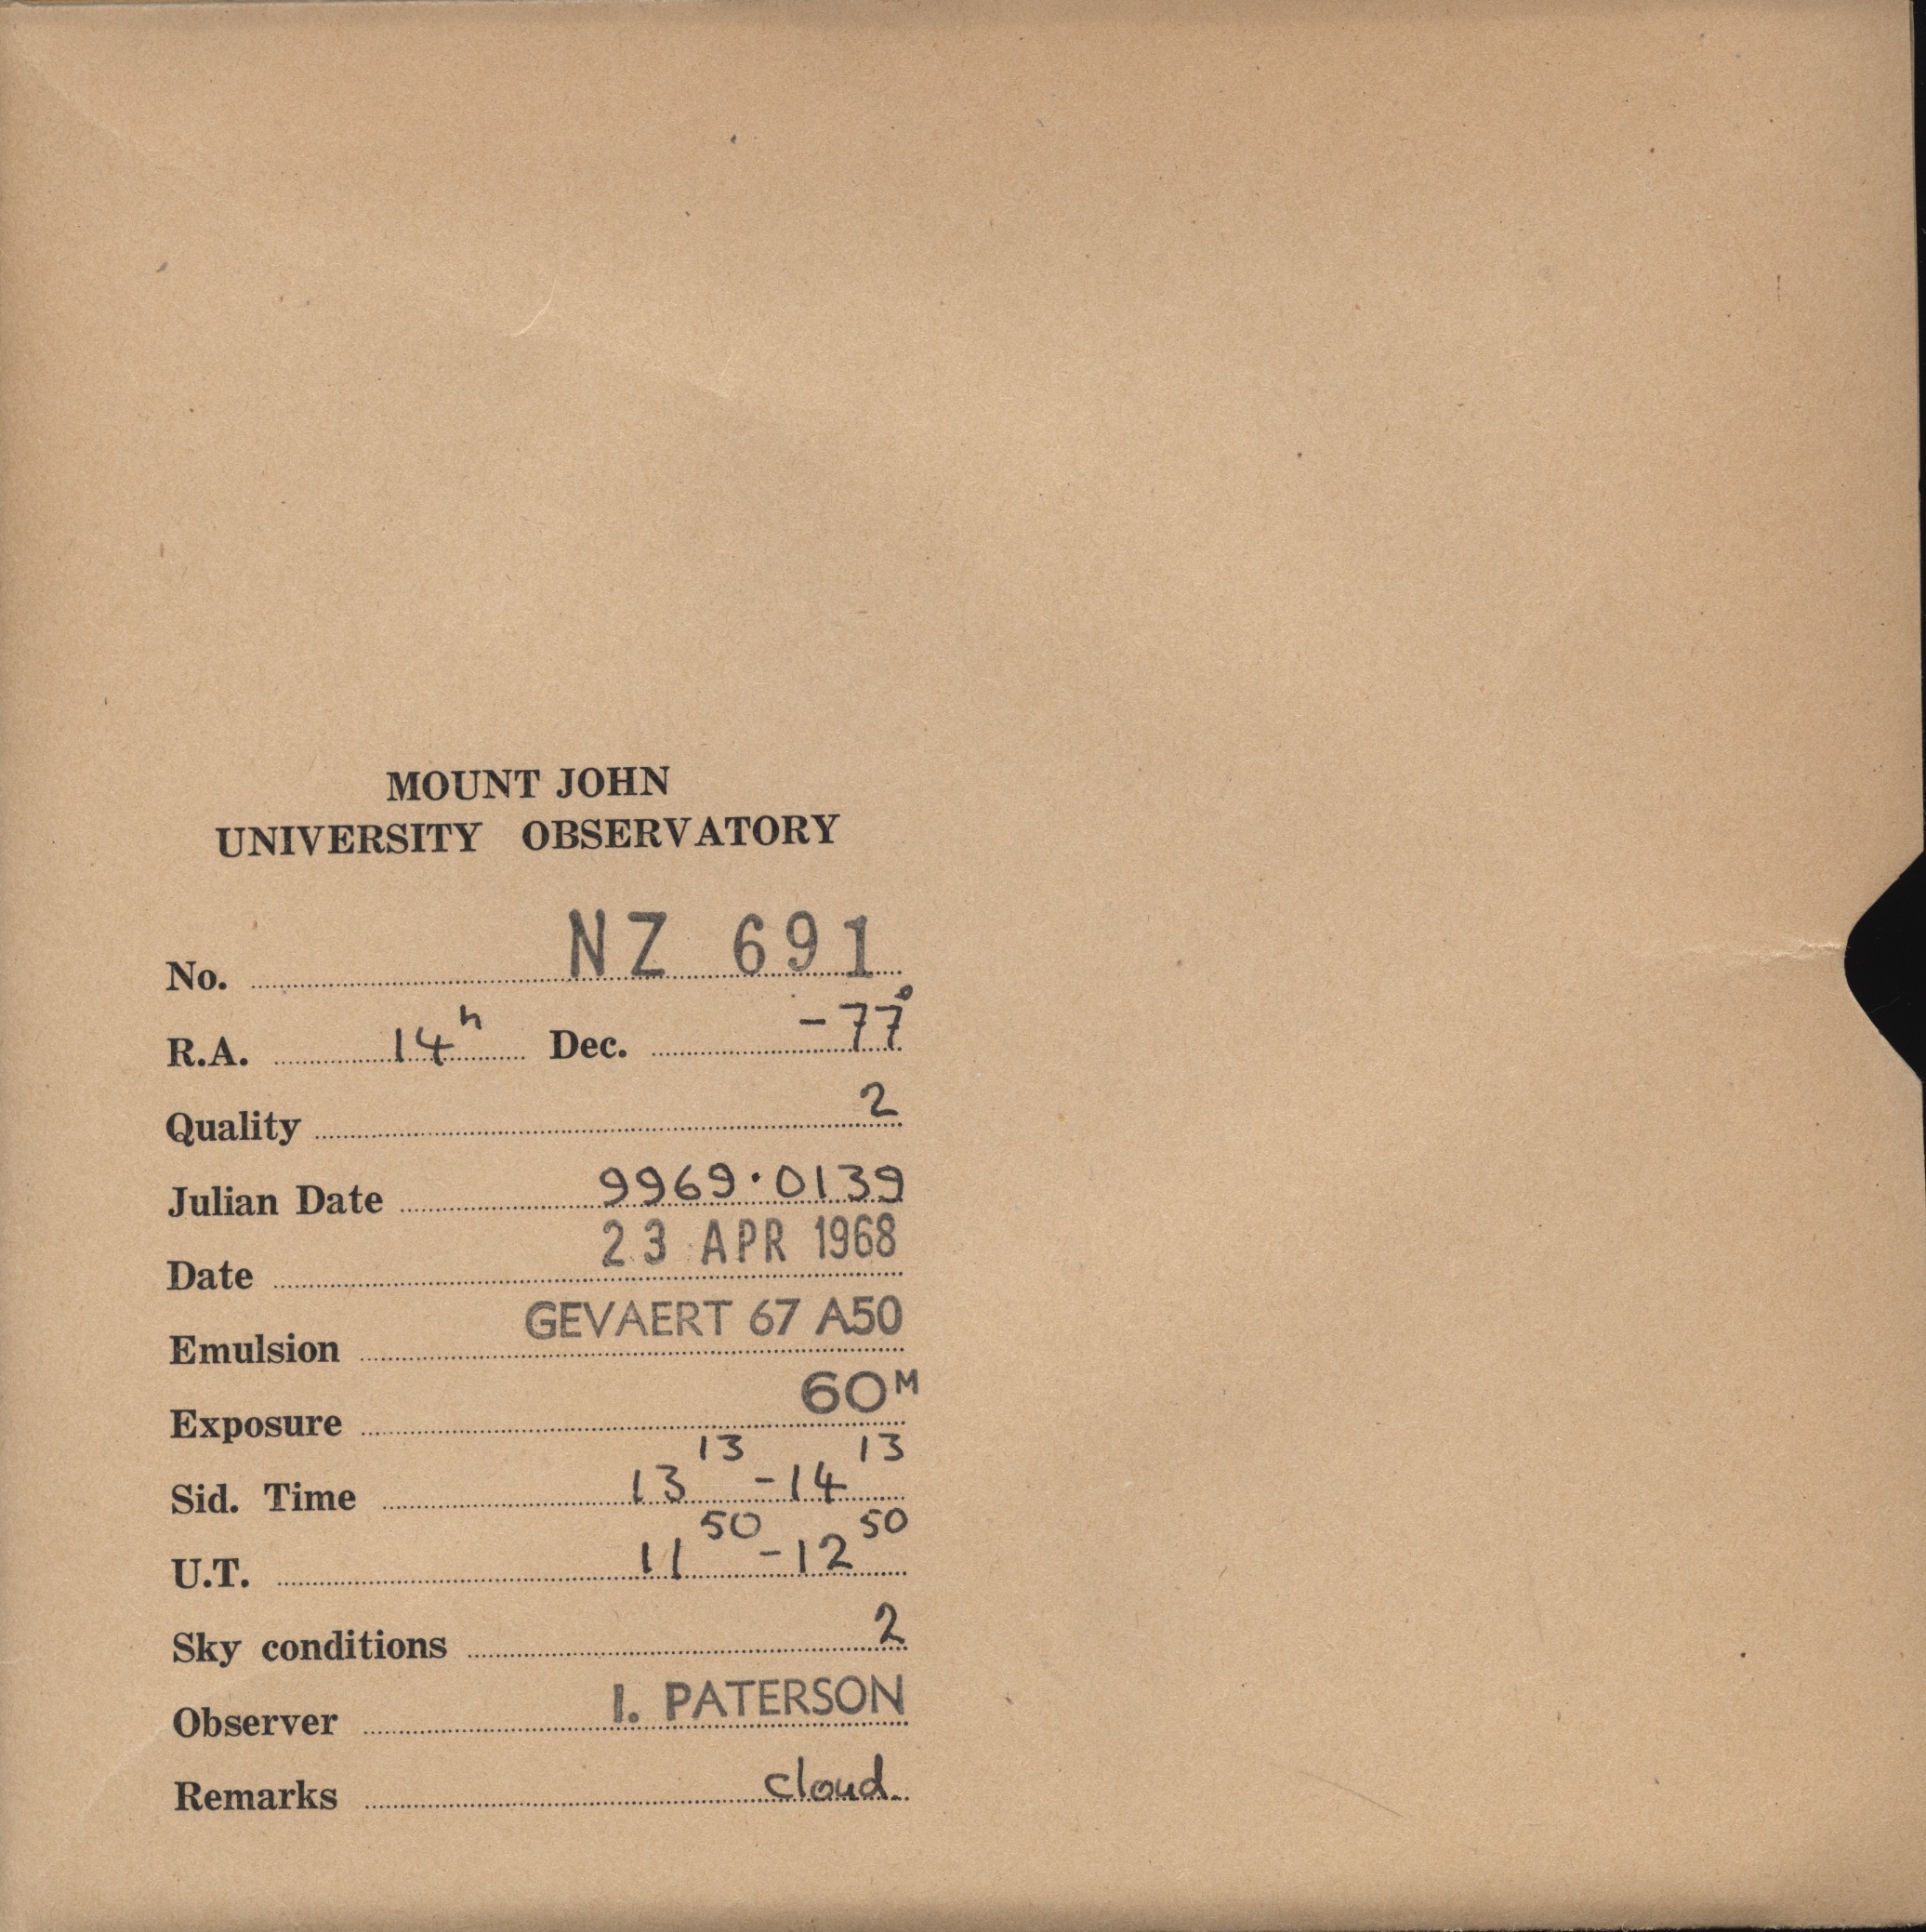 MOUNT JOHN
UNIVERSITY OBSERVATORY
No. NZ 691
R.A. 14h Dec. -77°
Quality 2
Julian Date 9969.0139
Date 23 APR 1968
Emulsion GEVAERT 67 A50
Exposure 60M
Sid. Time 13 13 - 14 13
U.T. 11 50 - 12 50
Sky conditions 2
Observer I. PATERSON
Remarks cloud.